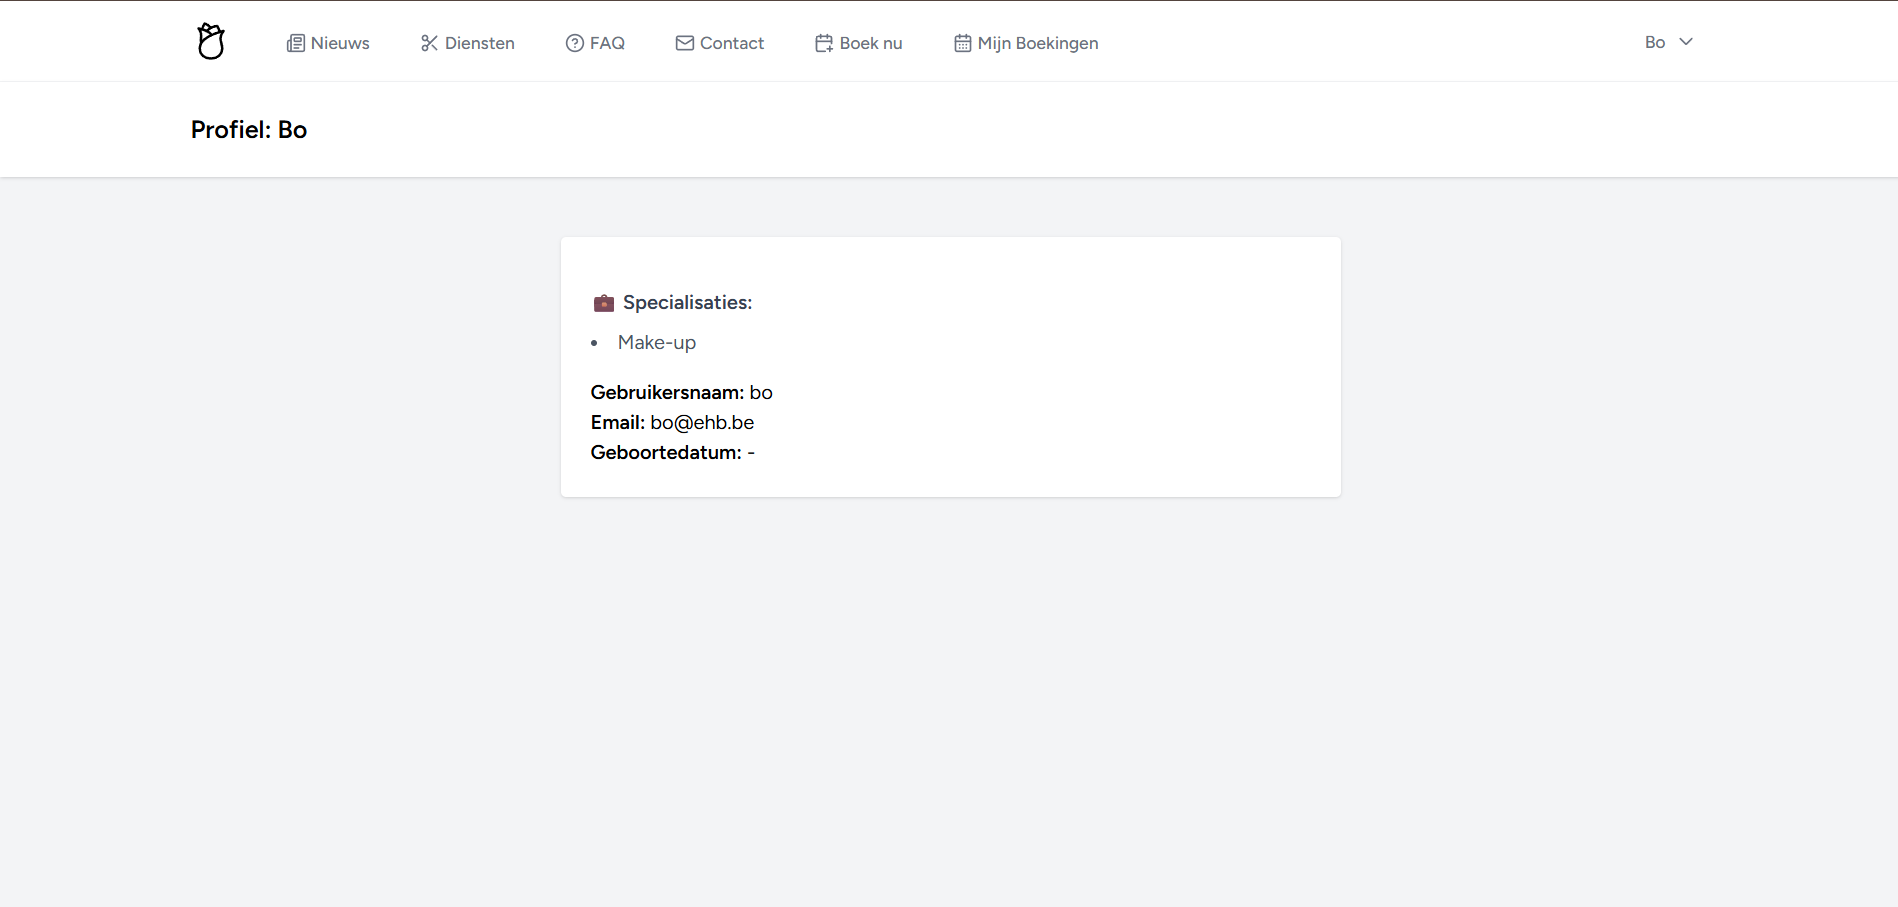 Nieuws Diensten FAQ Contact Boek nu Mijn Boekingen Bo
Profiel: Bo
Specialisaties:
• Make-up
Gebruikersnaam: bo
Email: bo@ehb.be
Geboortedatum: -